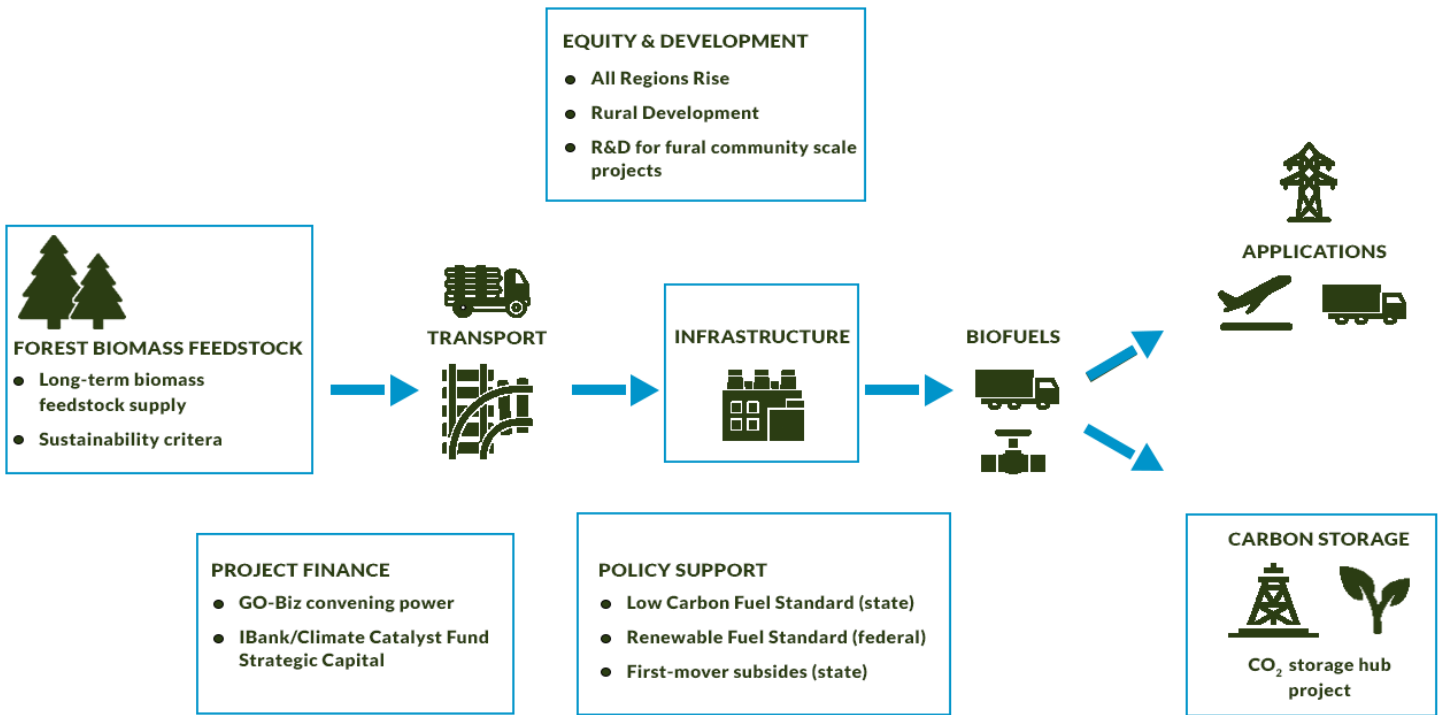 EQUITY & DEVELOPMENT
● All Regions Rise
● Rural Development
● R&D for fural community scale
projects
FOREST BIOMASS FEEDSTOCK
● Long-term biomass
feedstock supply
● Sustainability critera
TRANSPORT
INFRASTRUCTURE
BIOFUELS
APPLICATIONS
PROJECT FINANCE
● GO-Biz convening power
● IBank/Climate Catalyst Fund
Strategic Capital
POLICY SUPPORT
● Low Carbon Fuel Standard (state)
● Renewable Fuel Standard (federal)
● First-mover subsides (state)
CARBON STORAGE
CO₂ storage hub
project